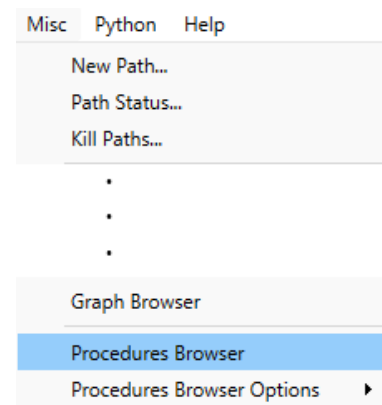 Misc Python Help
New Path...
Path Status...
Kill Paths...
Graph Browser
Procedures Browser
Procedures Browser Options